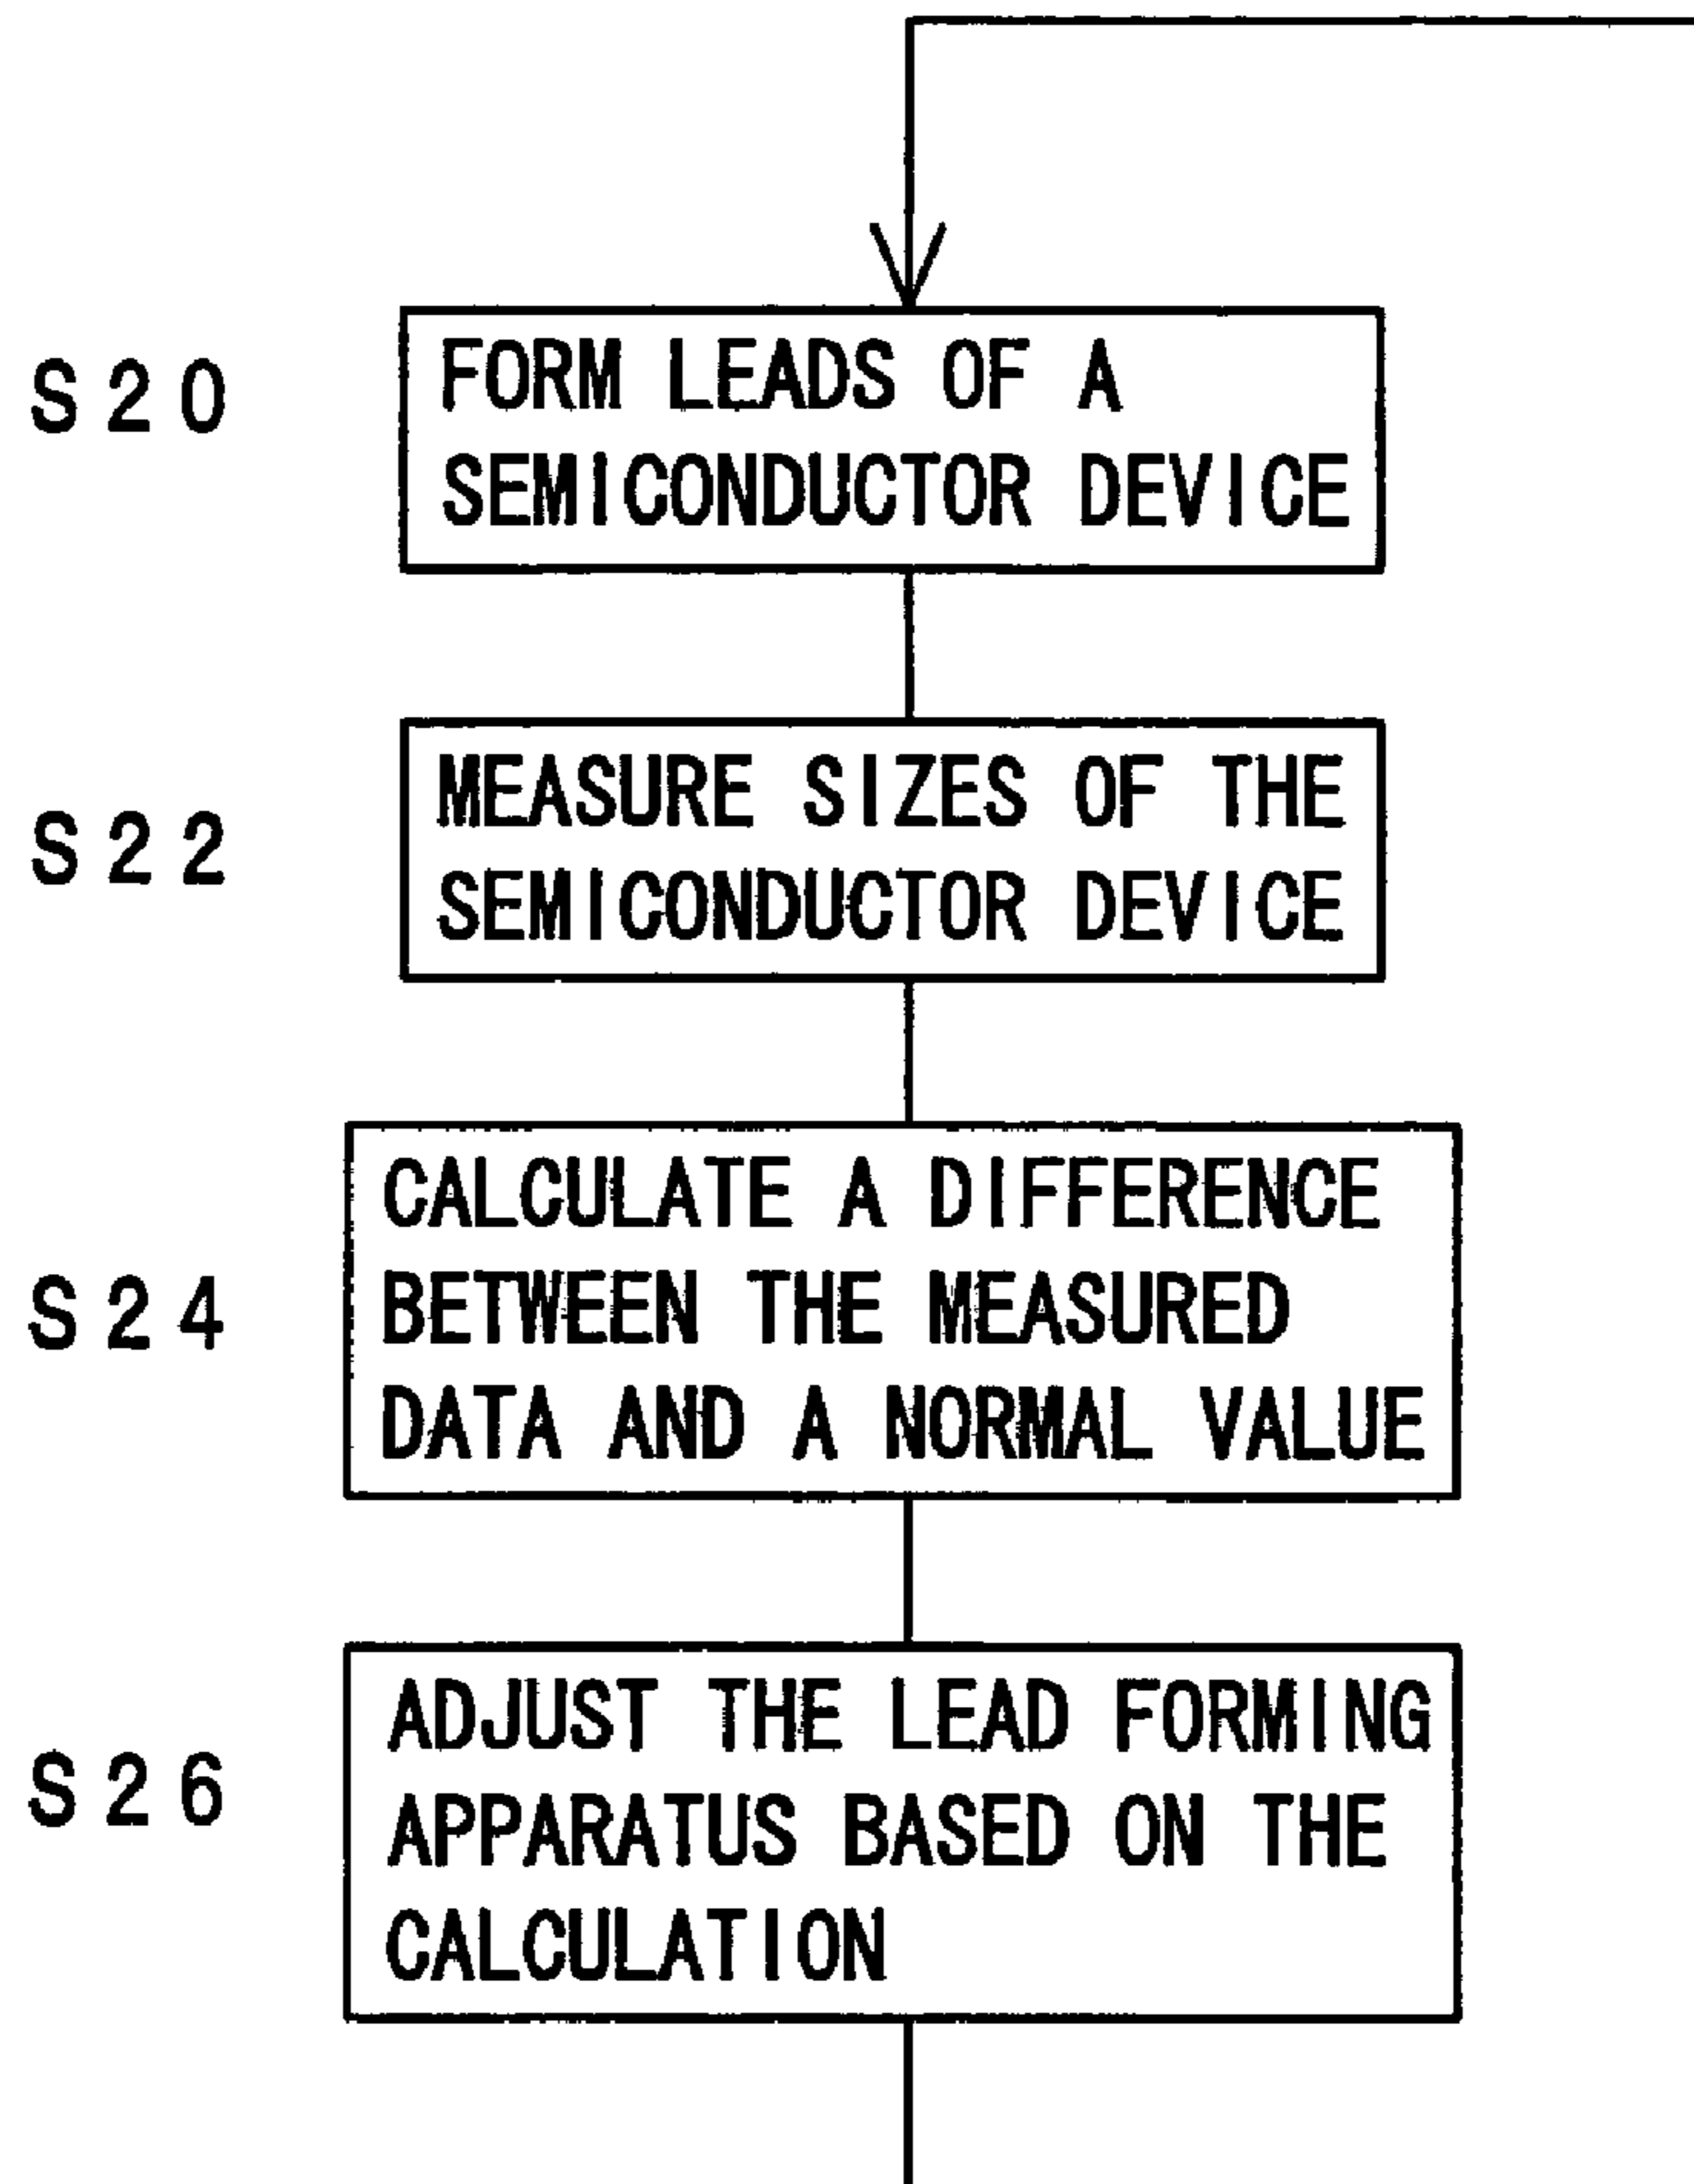 S20
FORM LEADS OF A
SEMICONDUCTOR DEVICE
S22
MEASURE SIZES OF THE
SEMICONDUCTOR DEVICE
S24
CALCULATE A DIFFERENCE
BETWEEN THE MEASURED
DATA AND A NORMAL VALUE
S26
ADJUST THE LEAD FORMING
APPARATUS BASED ON THE
CALCULATION